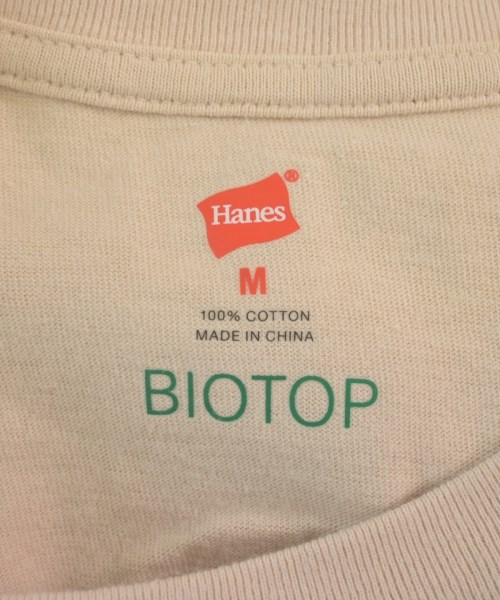 Hanes®
M
100% COTTON
MADE IN CHINA
BIOTOP